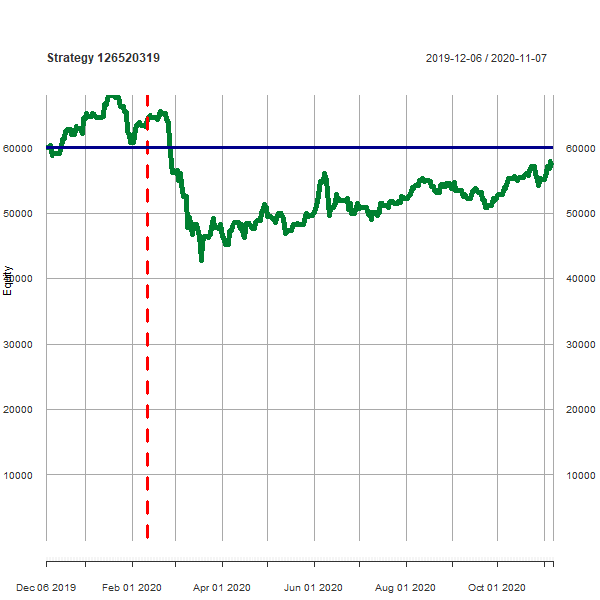 Strategy 126520319
2019-12-06 / 2020-11-07
60000
60000
50000
50000
40000
40000
Equity
30000
30000
20000
20000
10000
10000
Dec 06 2019
Feb 01 2020
Apr 01 2020
Jun 01 2020
Aug 01 2020
Oct 01 2020